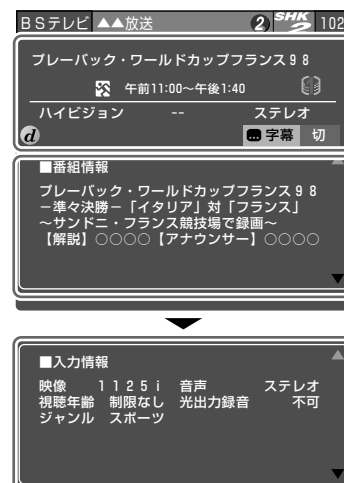 BSテレビ ▲▲放送 2 SHK 2 102
プレーバック・ワールドカップフランス98
午前11:00～午後1:40
ハイビジョン -- ステレオ
d 字幕 切
■番組情報
プレーバック・ワールドカップフランス98
－準々決勝－「イタリア」対「フランス」
～サンドニ・フランス競技場で録画～
【解説】○○○○【アナウンサー】○○○○
■入力情報
映像 1125i 音声 ステレオ
視聴年齢 制限なし 光出力録音 不可
ジャンル スポーツ